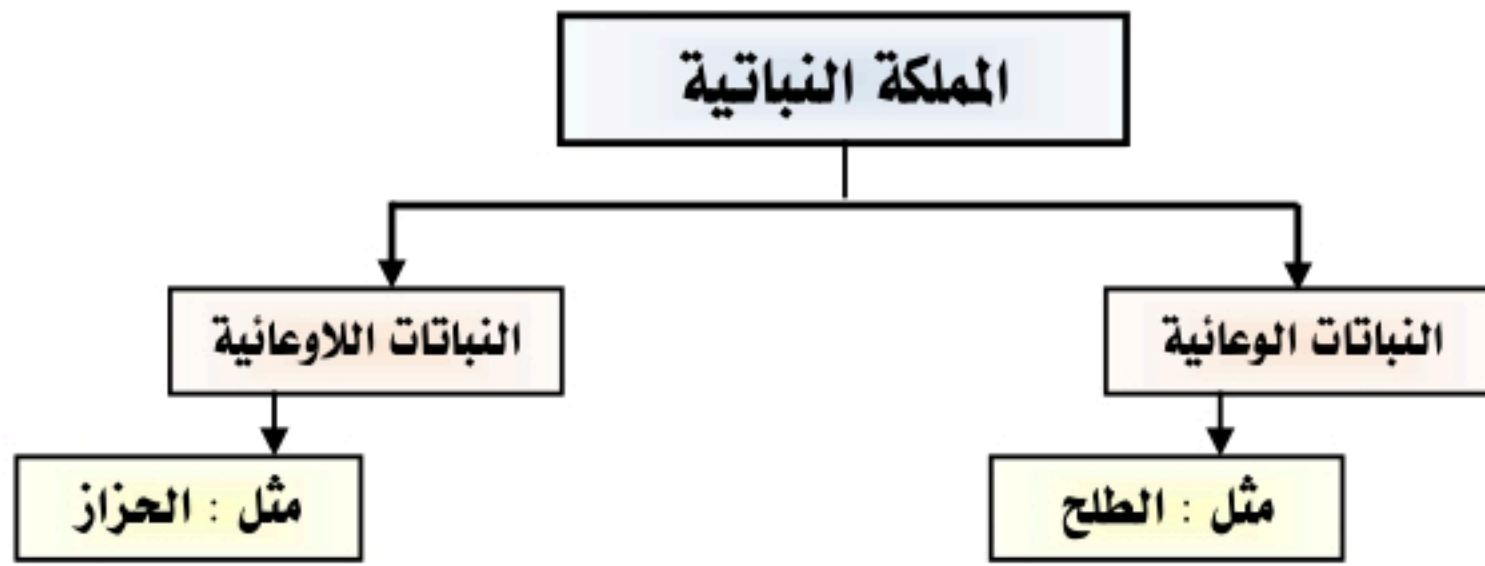 المملكة النباتية
النباتات الوعائية
النباتات اللاوعائية
مثل : الطلح
مثل : الحزاز